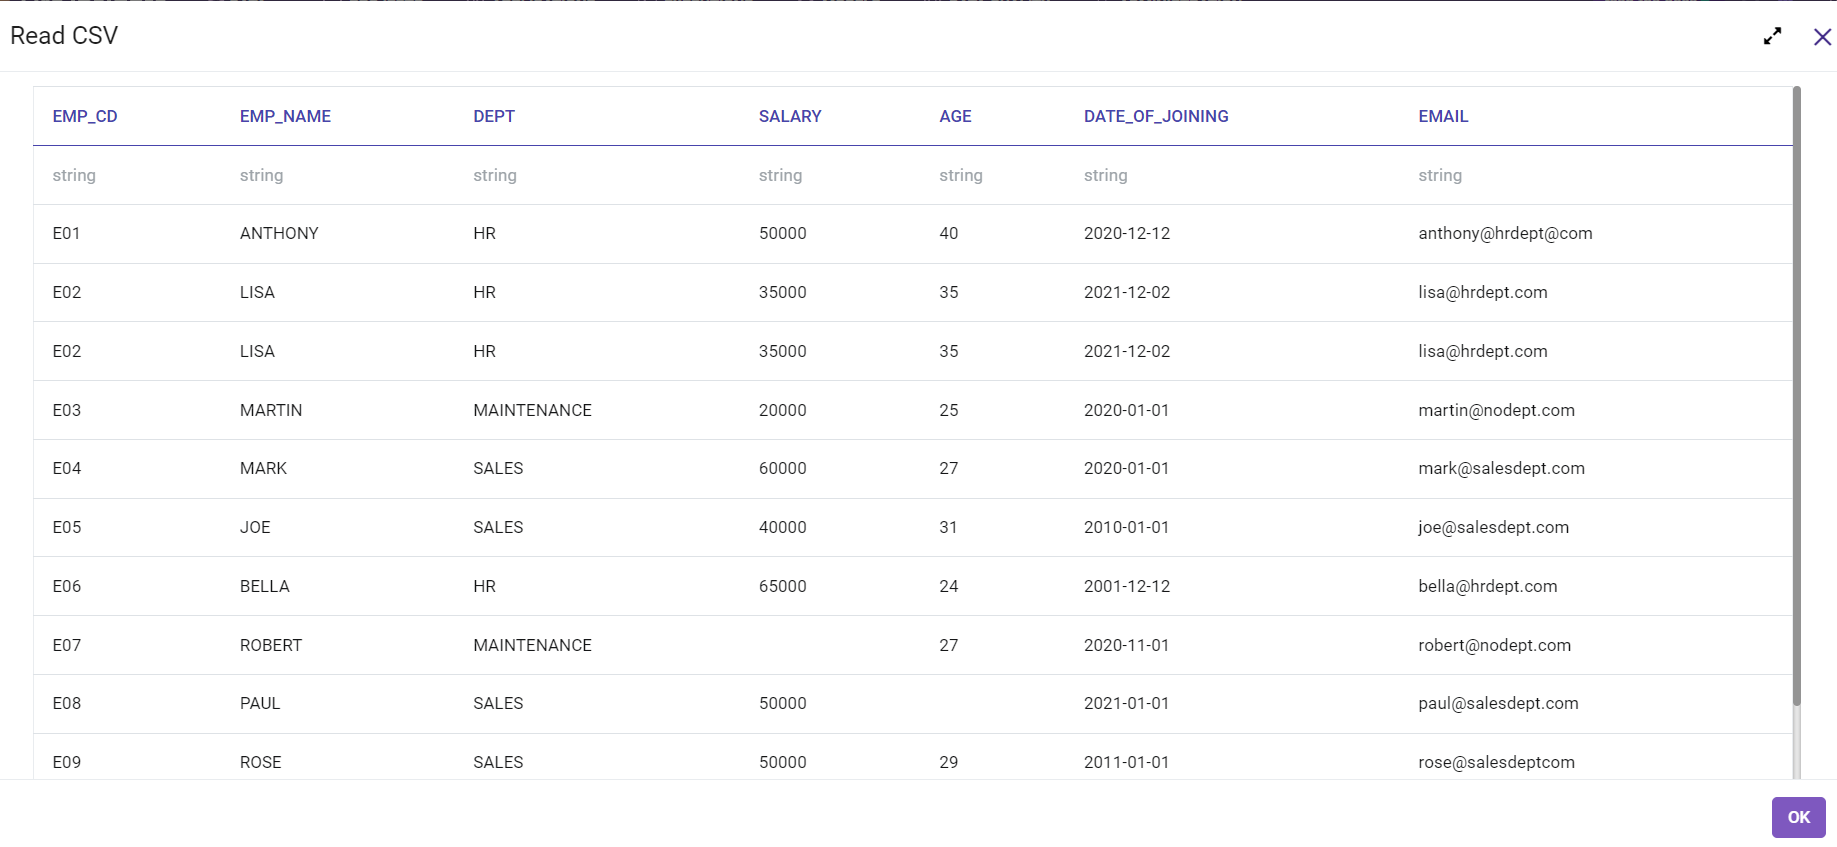 Read CSV
EMP_CD EMP_NAME DEPT SALARY AGE DATE_OF_JOINING EMAIL
string string string string string string string
E01 ANTHONY HR 50000 40 2020-12-12 anthony@hrdept@com
E02 LISA HR 35000 35 2021-12-02 lisa@hrdept.com
E02 LISA HR 35000 35 2021-12-02 lisa@hrdept.com
E03 MARTIN MAINTENANCE 20000 25 2020-01-01 martin@nodept.com
E04 MARK SALES 60000 27 2020-01-01 mark@salesdept.com
E05 JOE SALES 40000 31 2010-01-01 joe@salesdept.com
E06 BELLA HR 65000 24 2001-12-12 bella@hrdept.com
E07 ROBERT MAINTENANCE 27 2020-11-01 robert@nodept.com
E08 PAUL SALES 50000 2021-01-01 paul@salesdept.com
E09 ROSE SALES 50000 29 2011-01-01 rose@salesdeptcom
OK